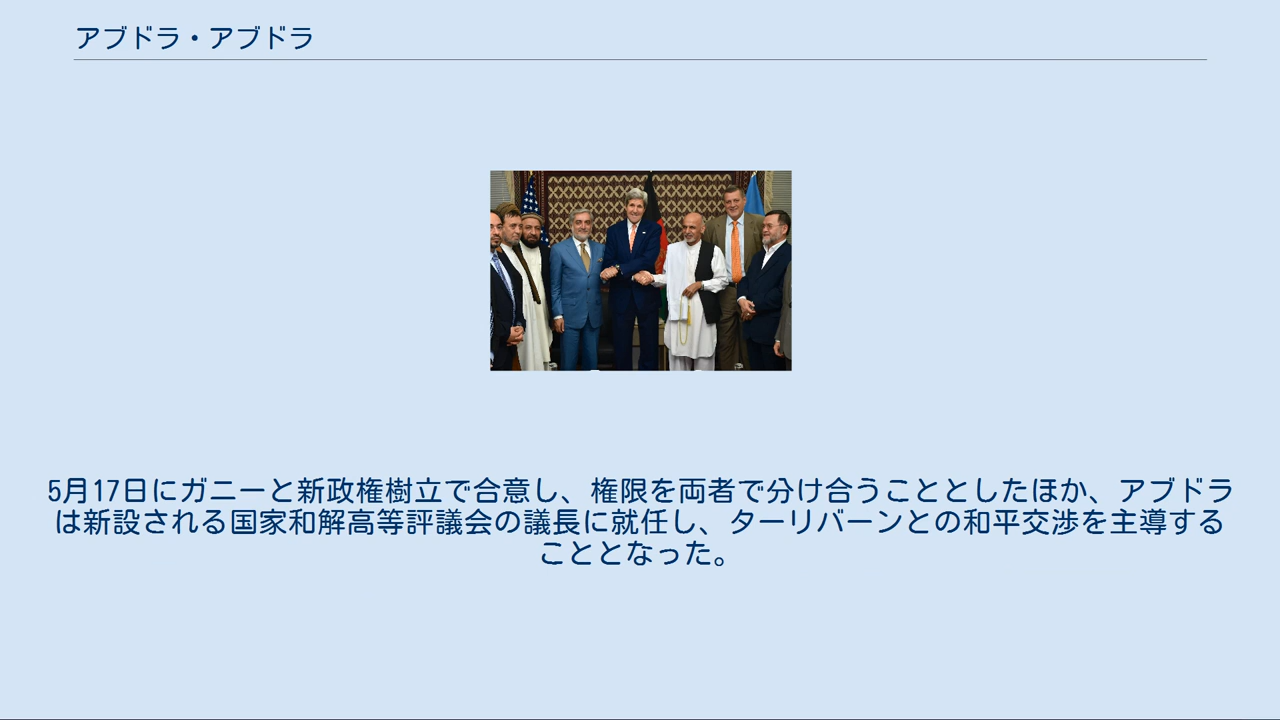 アブドラ・アブドラ
5月17日にガニーと新政権樹立で合意し、権限を両者で分け合うこととしたほか、アブドラ
は新設される国家和解高等評議会の議長に就任し、ターリバーンとの和平交渉を主導する
こととなった。